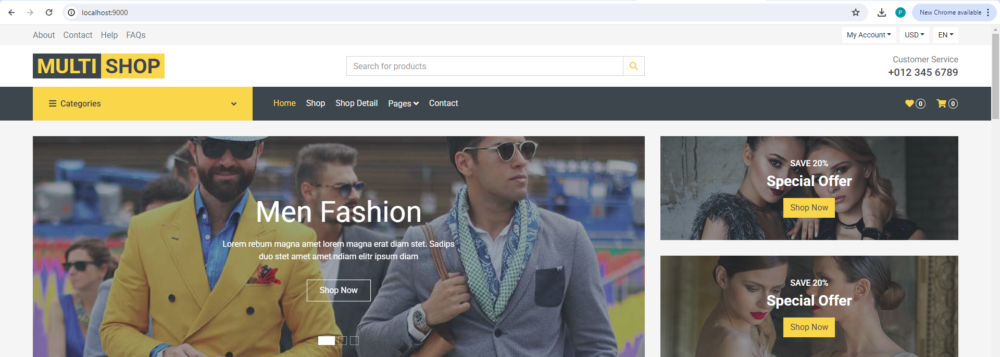 localhost:9000
New Chrome available
P
About Contact Help FAQs
My Account USD EN
MULTI SHOP
Search for products
Customer Service
+012 345 6789
Categories
Home Shop Shop Detail Pages Contact
0 0
Men Fashion
Lorem rebum magna amet lorem magna erat diam stet. Sadips
duo stet amet amet ndiam elitr ipsum diam
Shop Now
SAVE 20%
Special Offer
Shop Now
SAVE 20%
Special Offer
Shop Now